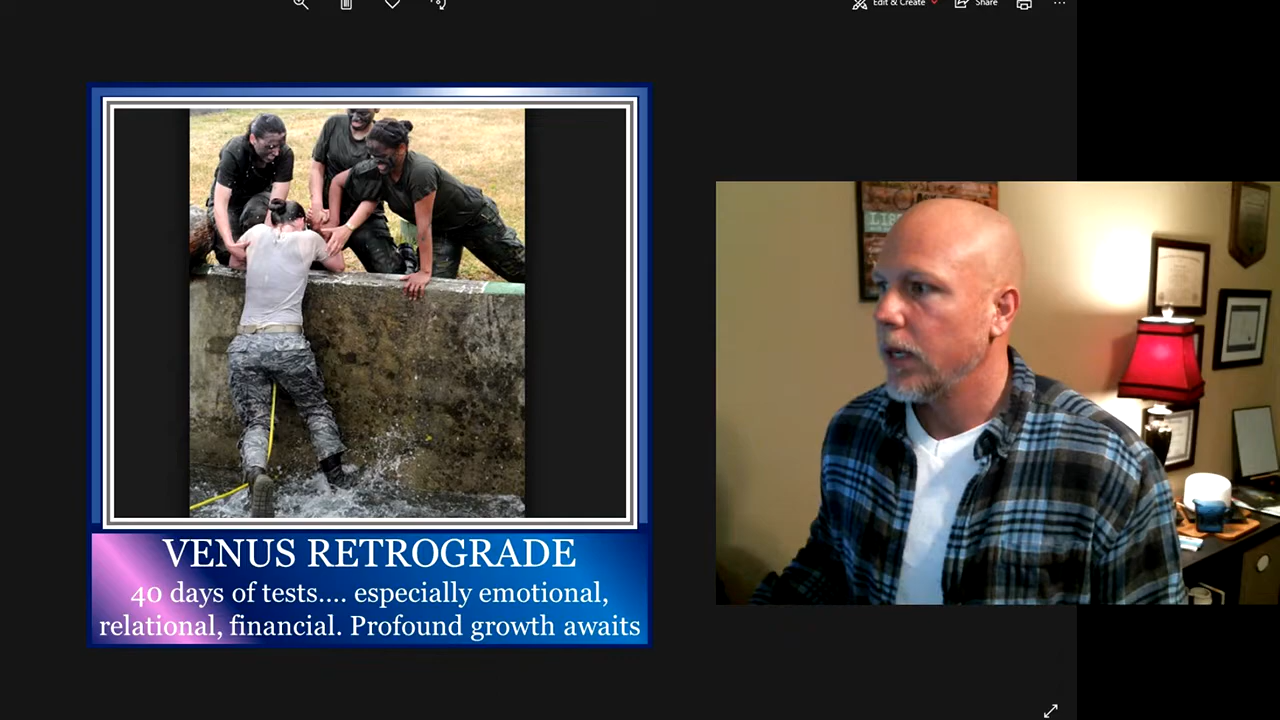 Edit & Create
Share
VENUS RETROGRADE
40 days of tests.... especially emotional,
relational, financial. Profound growth awaits